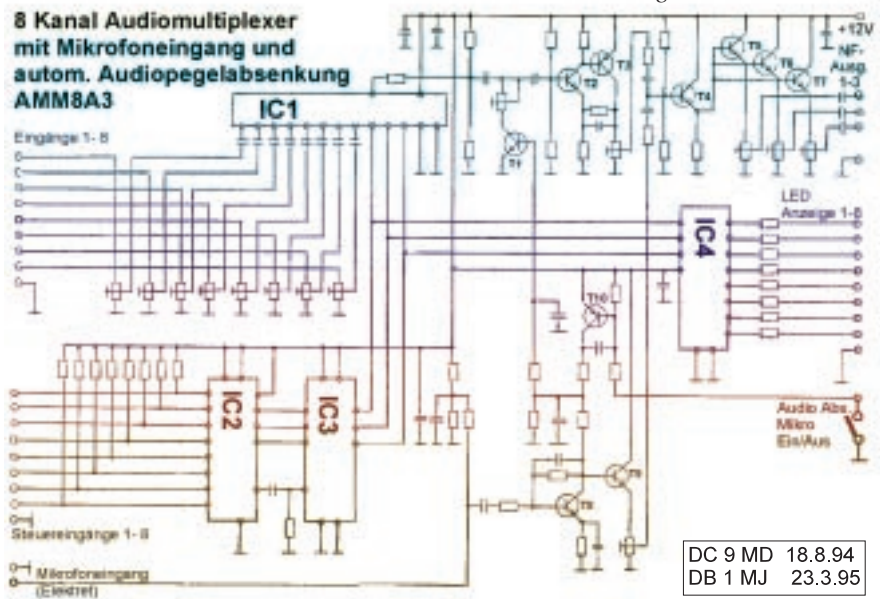 8 Kanal Audiomultiplexer
mit Mikrofoneingang und
autom. Audiopegelabsenkung
AMM8A3
+12V
NF-
Ausg.
1-3
IC1
T2
T3
T4
T5
T6
T7
T1
Eingänge 1-8
LED
Anzeige 1-8
IC4
T10
IC2
IC3
Audio Abs.
Mikro
Ein/Aus
T9
T8
Steuereingänge 1-8
Mikrofoneingang
(Elektret)
DC 9 MD 18.8.94
DB 1 MJ 23.3.95